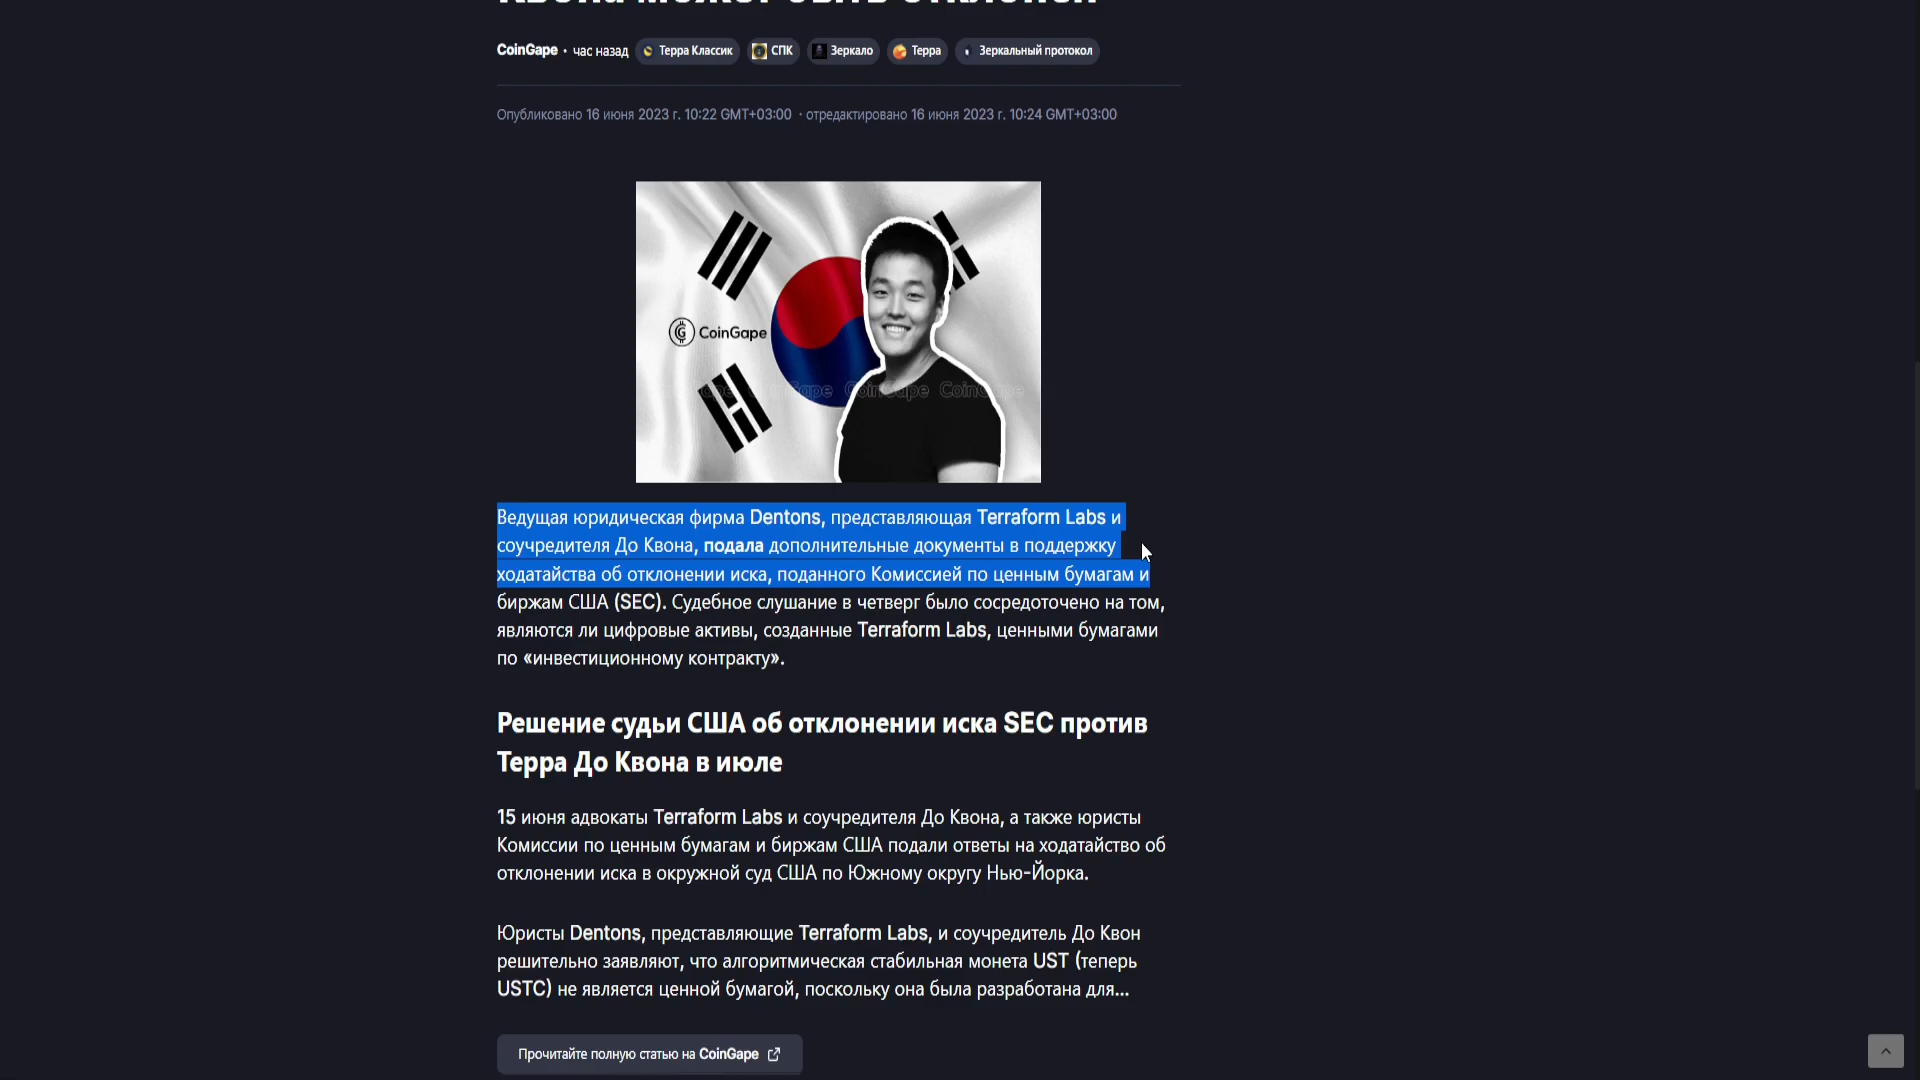 CoinGape • час назад Терра Классик СПК Зеркало Терра Зеркальный протокол
Опубликовано 16 июня 2023 г. 10:22 GMT+03:00 · отредактировано 16 июня 2023 г. 10:24 GMT+03:00
CoinGape
CoinGape CoinGape
Ведущая юридическая фирма Dentons, представляющая Terraform Labs и
соучредителя До Квона, подала дополнительные документы в поддержку
ходатайства об отклонении иска, поданного Комиссией по ценным бумагам и
биржам США (SEC). Судебное слушание в четверг было сосредоточено на том,
являются ли цифровые активы, созданные Terraform Labs, ценными бумагами
по «инвестиционному контракту».
Решение судьи США об отклонении иска SEC против
Терра До Квона в июле
15 июня адвокаты Terraform Labs и соучредителя До Квона, а также юристы
Комиссии по ценным бумагам и биржам США подали ответы на ходатайство об
отклонении иска в окружной суд США по Южному округу Нью-Йорка.
Юристы Dentons, представляющие Terraform Labs, и соучредитель До Квон
решительно заявляют, что алгоритмическая стабильная монета UST (теперь
USTC) не является ценной бумагой, поскольку она была разработана для...
Прочитайте полную статью на CoinGape